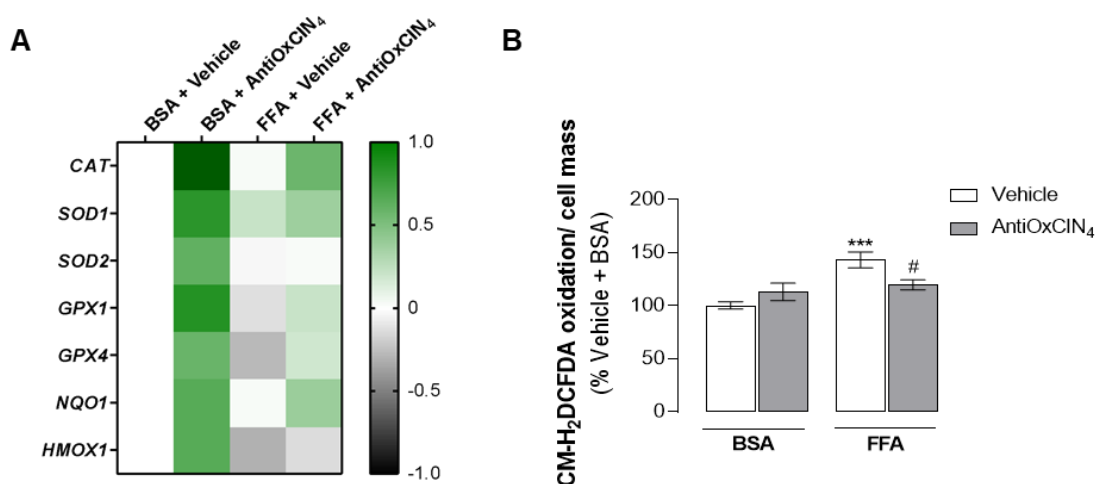 A
BSA + Vehicle
BSA + AntiOxCIN₄
FFA + Vehicle
FFA + AntiOxCIN₄
CAT
SOD1
SOD2
GPX1
GPX4
NQO1
HMOX1
1.0
0.5
0
-0.5
-1.0
B
CM-H₂DCFDA oxidation/ cell mass
(% Vehicle + BSA)
200
150
100
50
0
***
#
BSA
FFA
Vehicle
AntiOxCIN₄